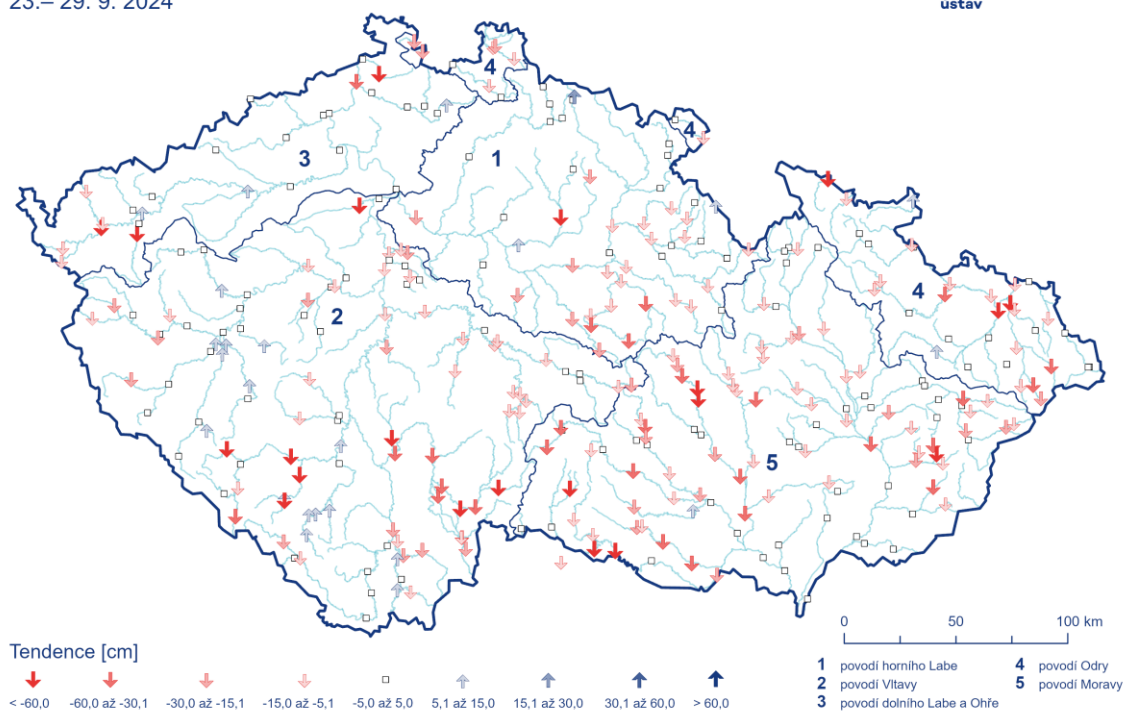 23.– 29. 9. 2024
ústav
4
4
1
3
2
4
5
0 50 100 km
Tendence [cm]
< -60,0 -60,0 až -30,1 -30,0 až -15,1 -15,0 až -5,1 -5,0 až 5,0 5,1 až 15,0 15,1 až 30,0 30,1 až 60,0 > 60,0
1 povodí horního Labe 4 povodí Odry
2 povodí Vltavy 5 povodí Moravy
3 povodí dolního Labe a Ohře